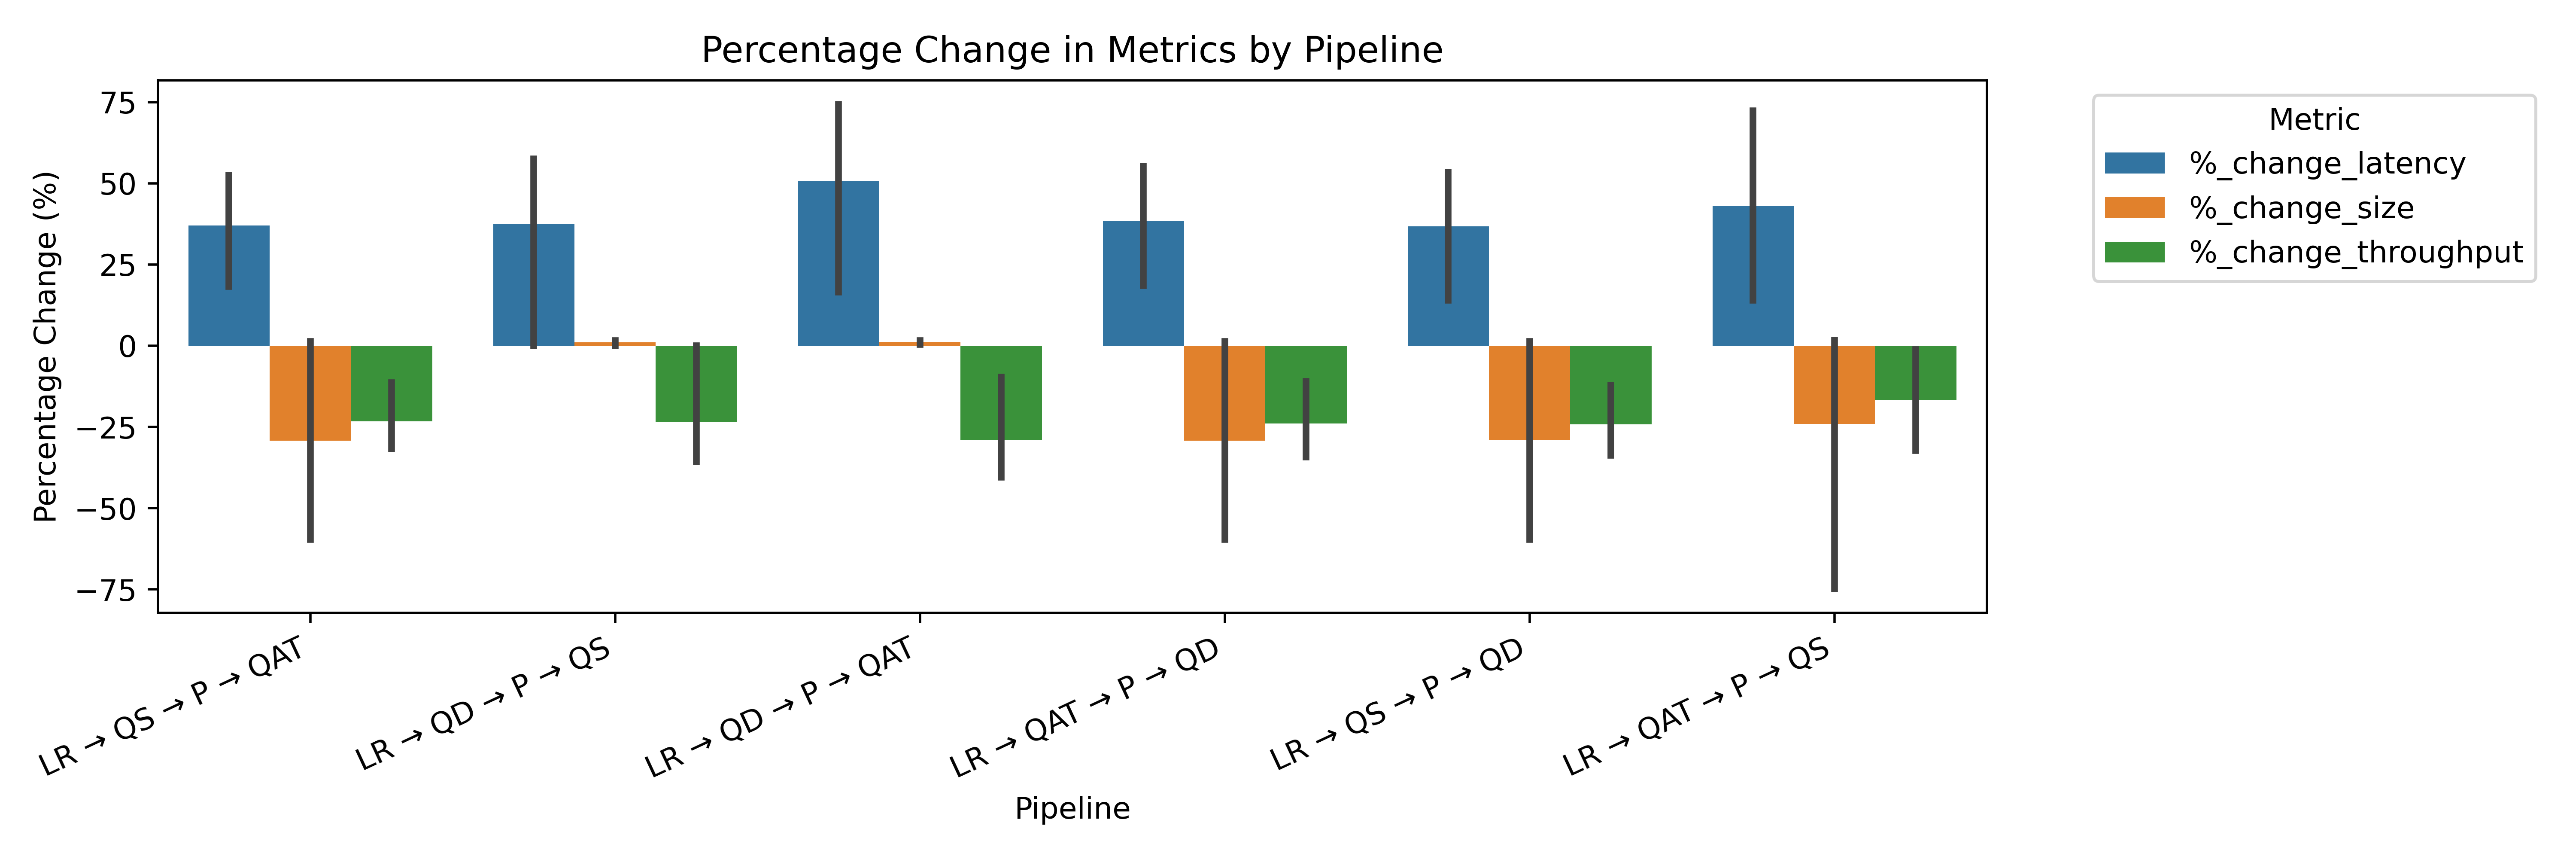 Percentage Change in Metrics by Pipeline
Percentage Change (%)
75
50
25
0
−25
−50
−75
LR → QS → P → QAT
LR → QD → P → QS
LR → QD → P → QAT
LR → QAT → P → QD
LR → QS → P → QD
LR → QAT → P → QS
Pipeline
Metric
%_change_latency
%_change_size
%_change_throughput